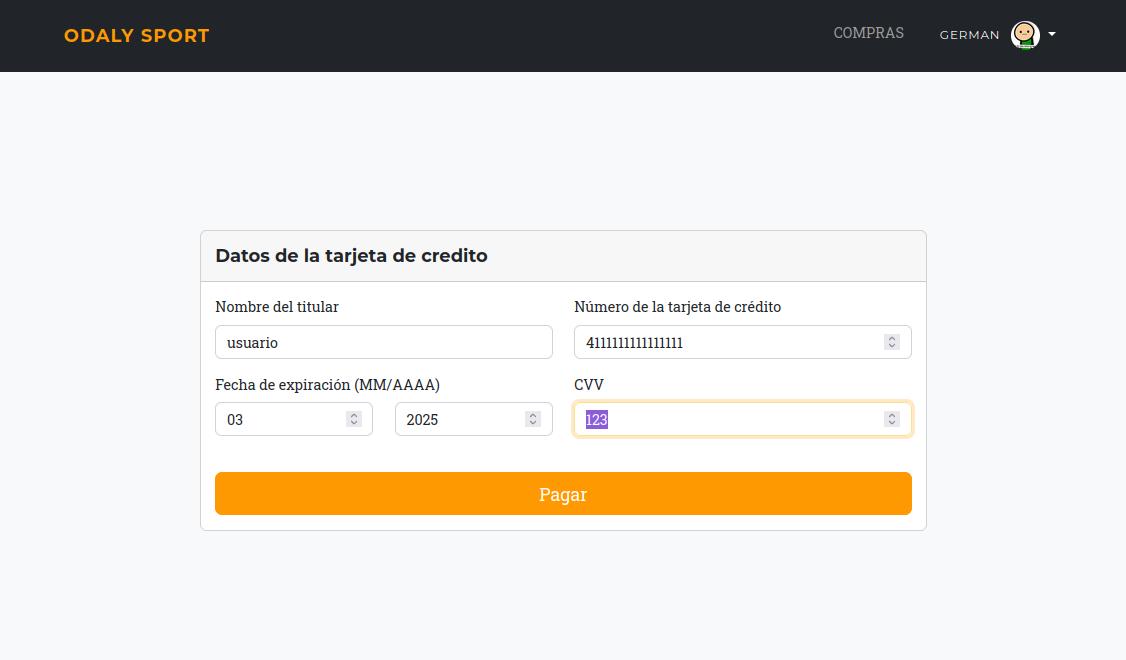 ODALY SPORT
COMPRAS
GERMAN
Datos de la tarjeta de credito
Nombre del titular
Número de la tarjeta de crédito
usuario
4111111111111111
Fecha de expiración (MM/AAAA)
CVV
03
2025
123
Pagar